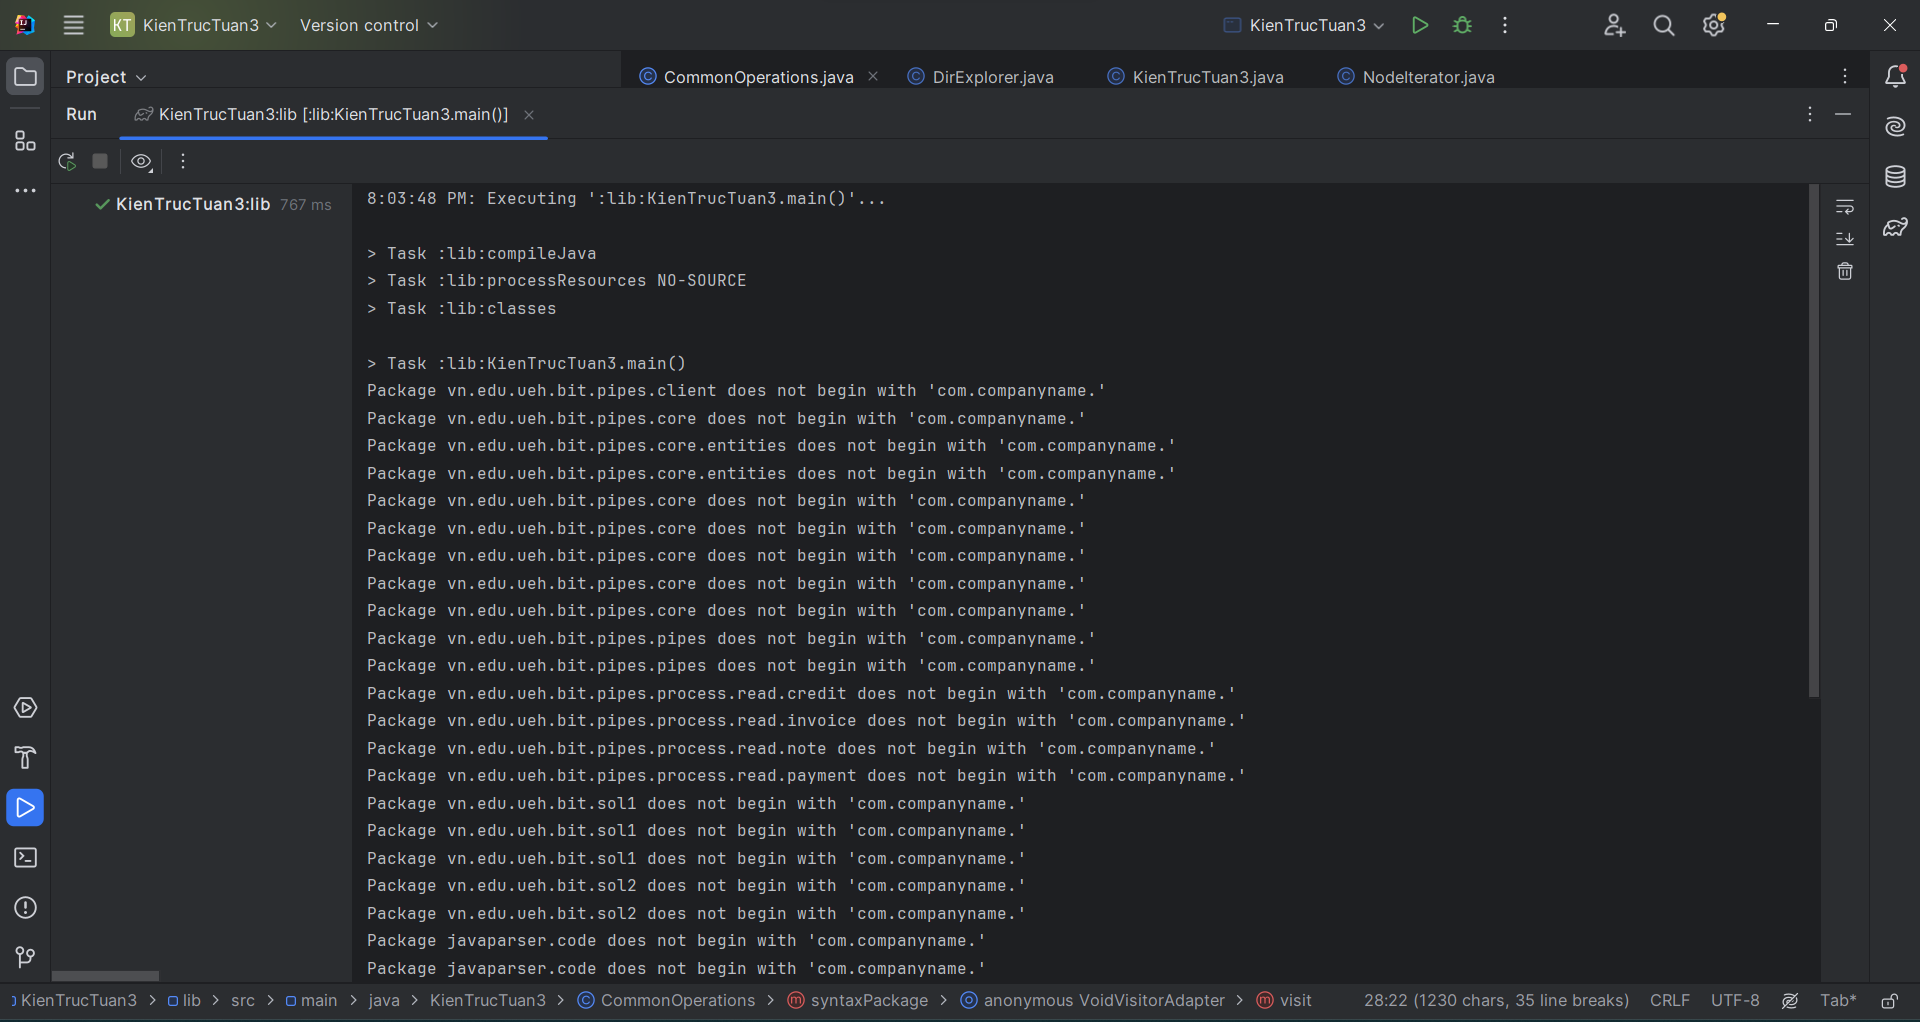 KT KienTrucTuan3 Version control KienTrucTuan3
Project CommonOperations.java DirExplorer.java KienTrucTuan3.java NodeIterator.java
Run KienTrucTuan3:lib [:lib:KienTrucTuan3.main()]
KienTrucTuan3:lib 767 ms
8:03:48 PM: Executing ':lib:KienTrucTuan3.main()'...
> Task :lib:compileJava
> Task :lib:processResources NO-SOURCE
> Task :lib:classes
> Task :lib:KienTrucTuan3.main()
Package vn.edu.ueh.bit.pipes.client does not begin with 'com.companyname.'
Package vn.edu.ueh.bit.pipes.core does not begin with 'com.companyname.'
Package vn.edu.ueh.bit.pipes.core.entities does not begin with 'com.companyname.'
Package vn.edu.ueh.bit.pipes.core.entities does not begin with 'com.companyname.'
Package vn.edu.ueh.bit.pipes.core does not begin with 'com.companyname.'
Package vn.edu.ueh.bit.pipes.core does not begin with 'com.companyname.'
Package vn.edu.ueh.bit.pipes.core does not begin with 'com.companyname.'
Package vn.edu.ueh.bit.pipes.core does not begin with 'com.companyname.'
Package vn.edu.ueh.bit.pipes.core does not begin with 'com.companyname.'
Package vn.edu.ueh.bit.pipes.pipes does not begin with 'com.companyname.'
Package vn.edu.ueh.bit.pipes.pipes does not begin with 'com.companyname.'
Package vn.edu.ueh.bit.pipes.process.read.credit does not begin with 'com.companyname.'
Package vn.edu.ueh.bit.pipes.process.read.invoice does not begin with 'com.companyname.'
Package vn.edu.ueh.bit.pipes.process.read.note does not begin with 'com.companyname.'
Package vn.edu.ueh.bit.pipes.process.read.payment does not begin with 'com.companyname.'
Package vn.edu.ueh.bit.sol1 does not begin with 'com.companyname.'
Package vn.edu.ueh.bit.sol1 does not begin with 'com.companyname.'
Package vn.edu.ueh.bit.sol1 does not begin with 'com.companyname.'
Package vn.edu.ueh.bit.sol2 does not begin with 'com.companyname.'
Package vn.edu.ueh.bit.sol2 does not begin with 'com.companyname.'
Package javaparser.code does not begin with 'com.companyname.'
Package javaparser.code does not begin with 'com.companyname.'
KienTrucTuan3 > lib > src > main > java > KienTrucTuan3 > CommonOperations > syntaxPackage > anonymous VoidVisitorAdapter > visit 28:22 (1230 chars, 35 line breaks) CRLF UTF-8 Tab*